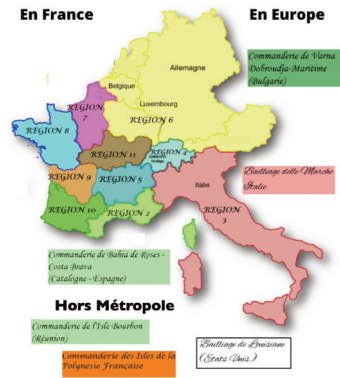 En France
En Europe
Commanderie de Varna
Dobroudja-Maritime
(Bulgarie)
Allemagne
Belgique
Luxembourg
REGION
7
REGION 6
REGION 8
REGION 11
REGION 4
REGION 9
REGION 5
REGION 10
REGION 2
Italie
REGION
3
Bailliage delle Marche
Italie
Commanderie de Bahia de Roses -
Costa Brava
(Catalogne - Espagne)
Hors Métropole
Commanderie de l'Isle Bourbon
(Réunion)
Commanderie des Isles de la
Polynésie Française
Bailliage de Louisiane
(Etats Unis)